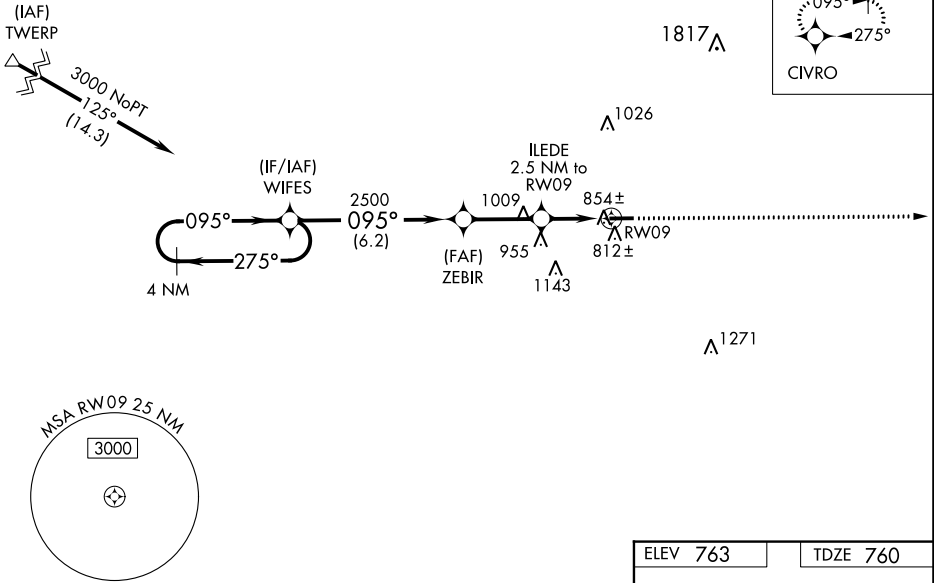 (IAF)
TWERP
3000 NoPT
125°
(14.3)
095°
275°
CIVRO
1817
1026
(IF/IAF)
WIFES
ILEDE
2.5 NM to
RW09
2500
095°
(6.2)
095°
275°
4 NM
(FAF)
ZEBIR
1009
955
1143
854±
RW09
812±
1271
MSA RW09 25 NM
3000
ELEV 763
TDZE 760